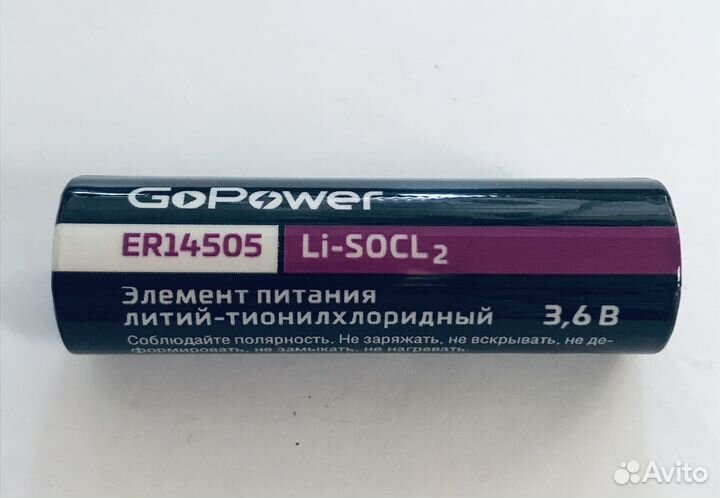 GoPower
ER14505 Li-SOCL2
Элемент питания
литий-тионилхлоридный 3,6 В
Соблюдайте полярность. Не заряжать, не вскрывать, не де-
формировать, не замыкать, не нагревать.
Avito